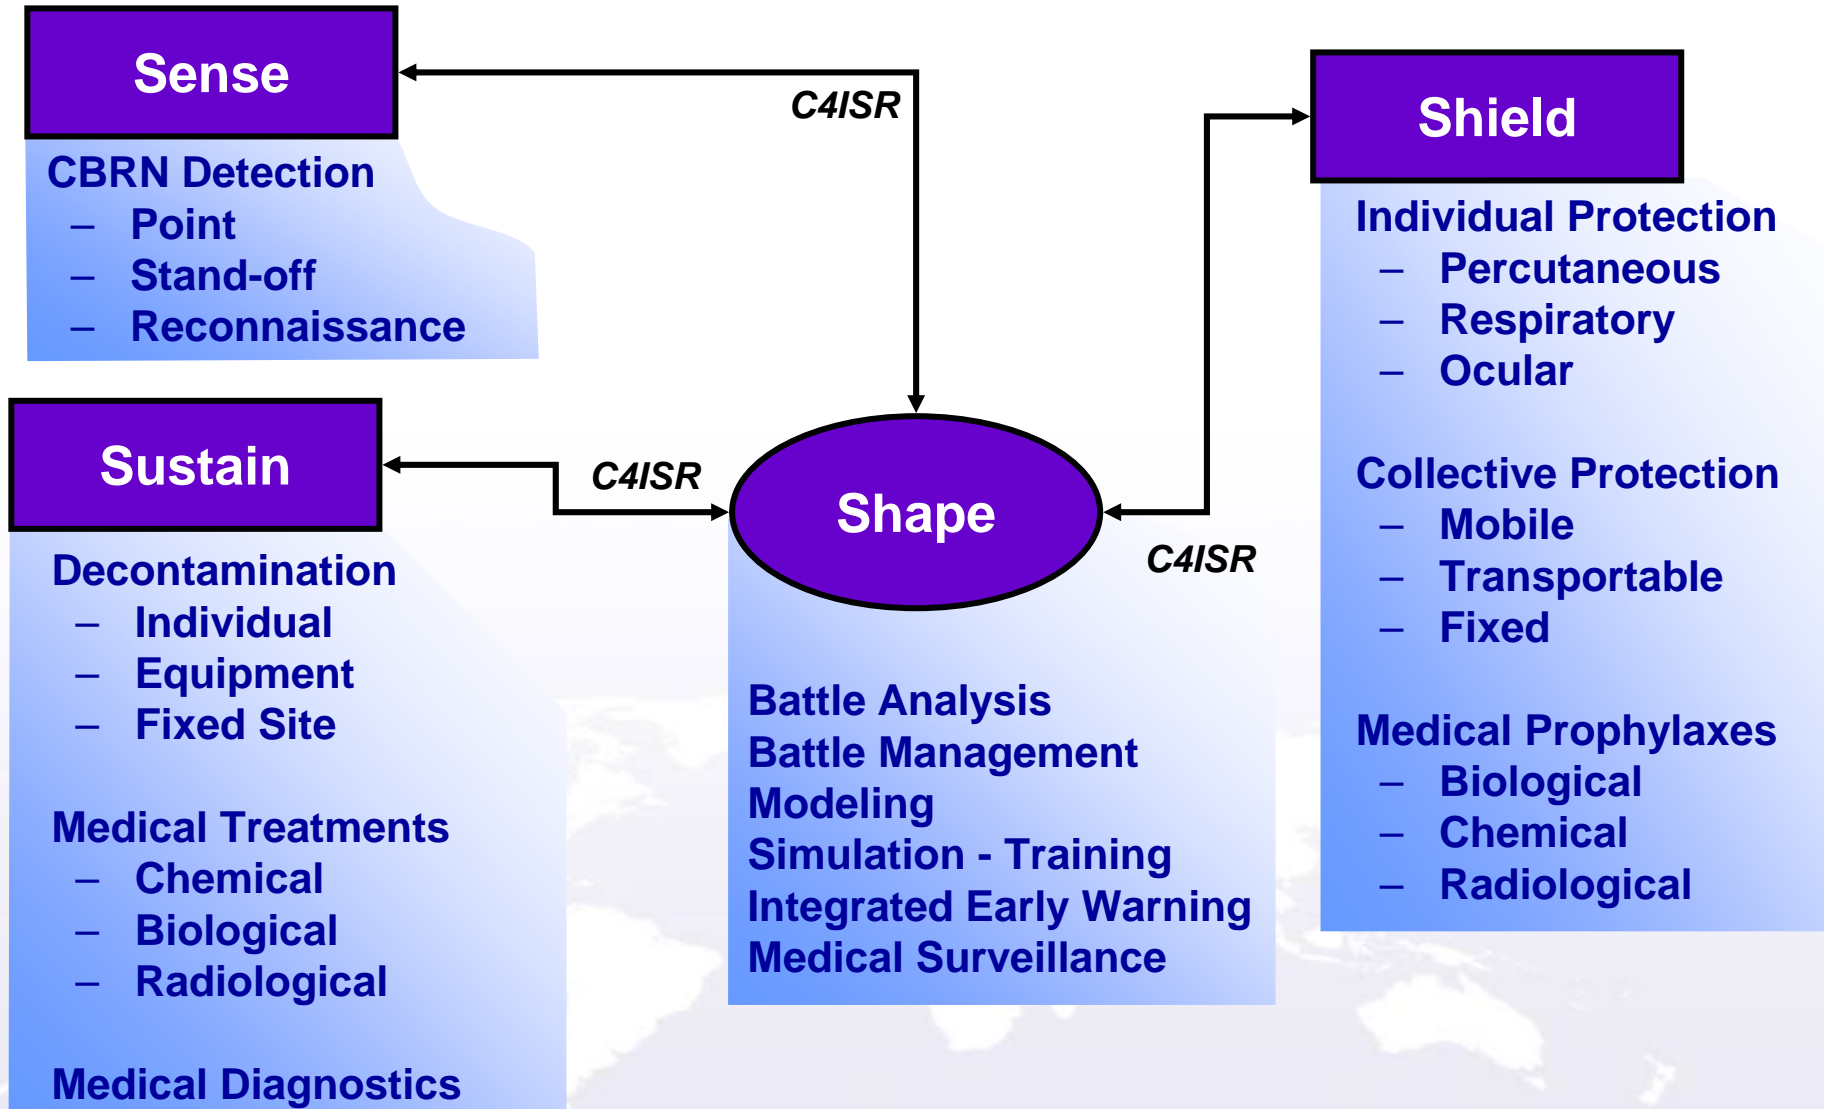 Sense
CBRN Detection
– Point
– Stand-off
– Reconnaissance
Sustain
Decontamination
– Individual
– Equipment
– Fixed Site
Medical Treatments
– Chemical
– Biological
– Radiological
Medical Diagnostics
C4ISR
C4ISR
Shape
C4ISR
Battle Analysis
Battle Management
Modeling
Simulation - Training
Integrated Early Warning
Medical Surveillance
Shield
Individual Protection
– Percutaneous
– Respiratory
– Ocular
Collective Protection
– Mobile
– Transportable
– Fixed
Medical Prophylaxes
– Biological
– Chemical
– Radiological